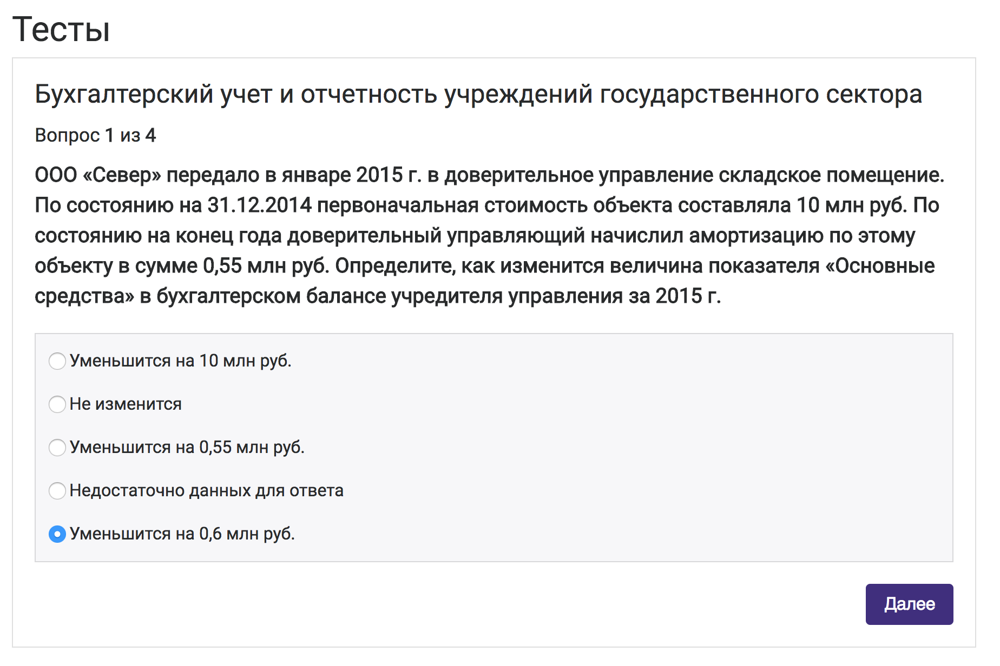 Тесты
Бухгалтерский учет и отчетность учреждений государственного сектора
Вопрос 1 из 4
ООО «Север» передало в январе 2015 г. в доверительное управление складское помещение.
По состоянию на 31.12.2014 первоначальная стоимость объекта составляла 10 млн руб. По
состоянию на конец года доверительный управляющий начислил амортизацию по этому
объекту в сумме 0,55 млн руб. Определите, как изменится величина показателя «Основные
средства» в бухгалтерском балансе учредителя управления за 2015 г.
Уменьшится на 10 млн руб.
Не изменится
Уменьшится на 0,55 млн руб.
Недостаточно данных для ответа
Уменьшится на 0,6 млн руб.
Далее